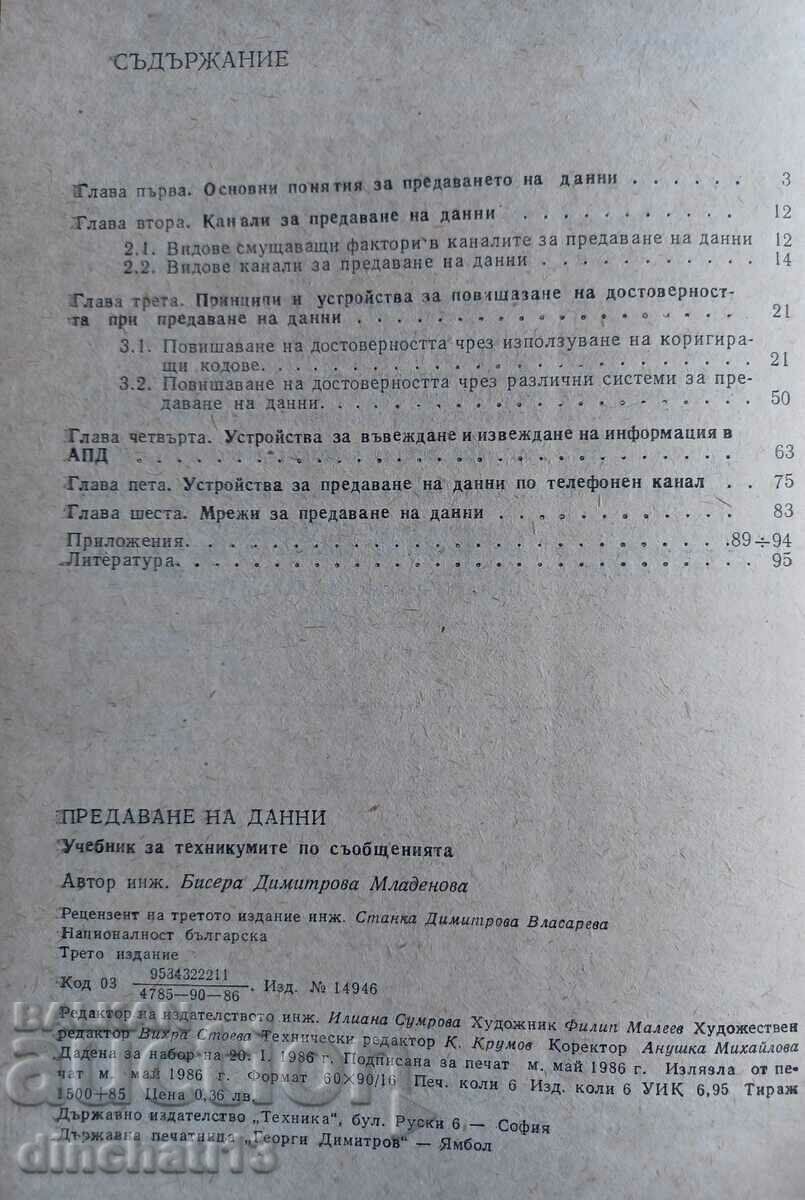 СЪДЪРЖАНИЕ
Глава първа. Основни понятия за предаването на данни . . . . . . 3
Глава втора. Канали за предаване на данни . . . . . . . . . . . 12
2.1. Видове смущаващи фактори в каналите за предаване на данни 12
2.2. Видове канали за предаване на данни . . . . . . . . . . . 14
Глава трета. Принципи и устройства за повишазане на достоверност-
та при предаване на данни . . . . . . . . . . . . . . . . . . . 21
3.1. Повишаване на достоверността чрез използуване на коригира-
щи кодове. . . . . . . . . . . . . . . . . . . . . . . . 21
3.2. Повишаване на достоверността чрез различни системи за пре-
даване на данни. . . . . . . . . . . . . . . . . . . . . 50
Глава четвърта. Устройства за въвеждане и извеждане на информация в
АПД . . . . . . . . . . . . . . . . . . . . . . . . . . . . 63
Глава пета. Устройства за предаване на данни по телефонен канал . . 75
Глава шеста. Мрежи за предаване на данни . . . . . . . . . . . . 83
Приложения. . . . . . . . . . . . . . . . . . . . . . . . .89÷94
Литература. . . . . . . . . . . . . . . . . . . . . . . . . . 95
ПРЕДАВАНЕ НА ДАННИ
Учебник за техникумите по съобщенията
Автор инж. Бисера Димитрова Младенова
Рецензент на третото издание инж. Станка Димитрова Власарева
Националност българска
Трето издание
Код 03 9534322211 / 4785—90—86 . Изд. № 14946
Редактор на издателството инж. Илиана Сумрова Художник Филип Малеев Художествен
редактор Вихра Стоева Технически редактор К. Крумов Коректор Анушка Михайлова
Дадена за набор на 20. I. 1986 г. Подписана за печат м. май 1986 г. Излязла от пе-
чат м. май 1986 г. Формат 60X90/16 Печ. коли 6 Изд. коли 6 УИК 6,95 Тираж
1500+85 Цена 0,36 лв.
Държавно издателство „Техника“, бул. Руски 6 — София
Държавна печатница „Георги Димитров“ — Ямбол
BALKAN
auction
dinchau13